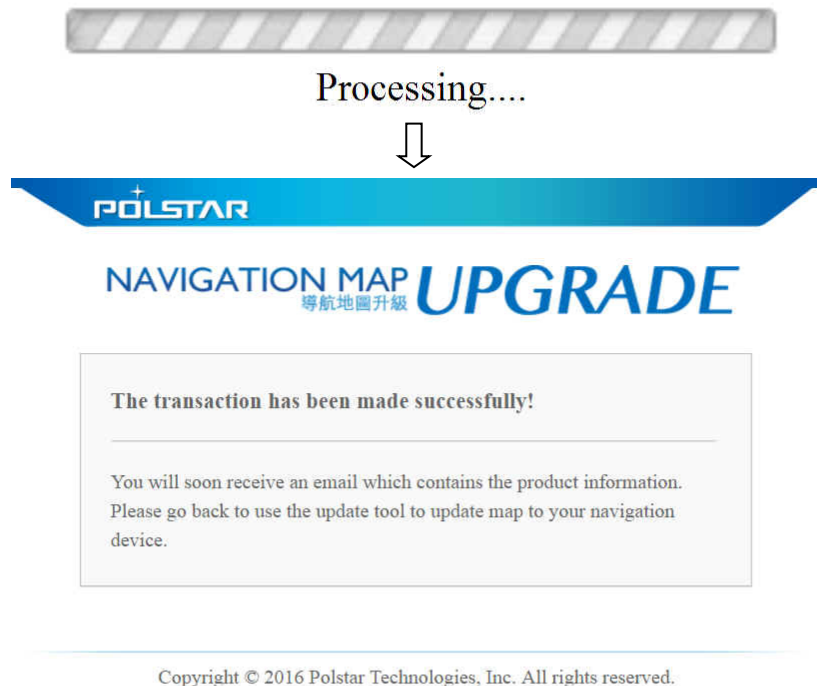 Processing....
POLSTAR
NAVIGATION MAP UPGRADE
導航地圖升級
The transaction has been made successfully!
You will soon receive an email which contains the product information.
Please go back to use the update tool to update map to your navigation
device.
Copyright © 2016 Polstar Technologies, Inc. All rights reserved.